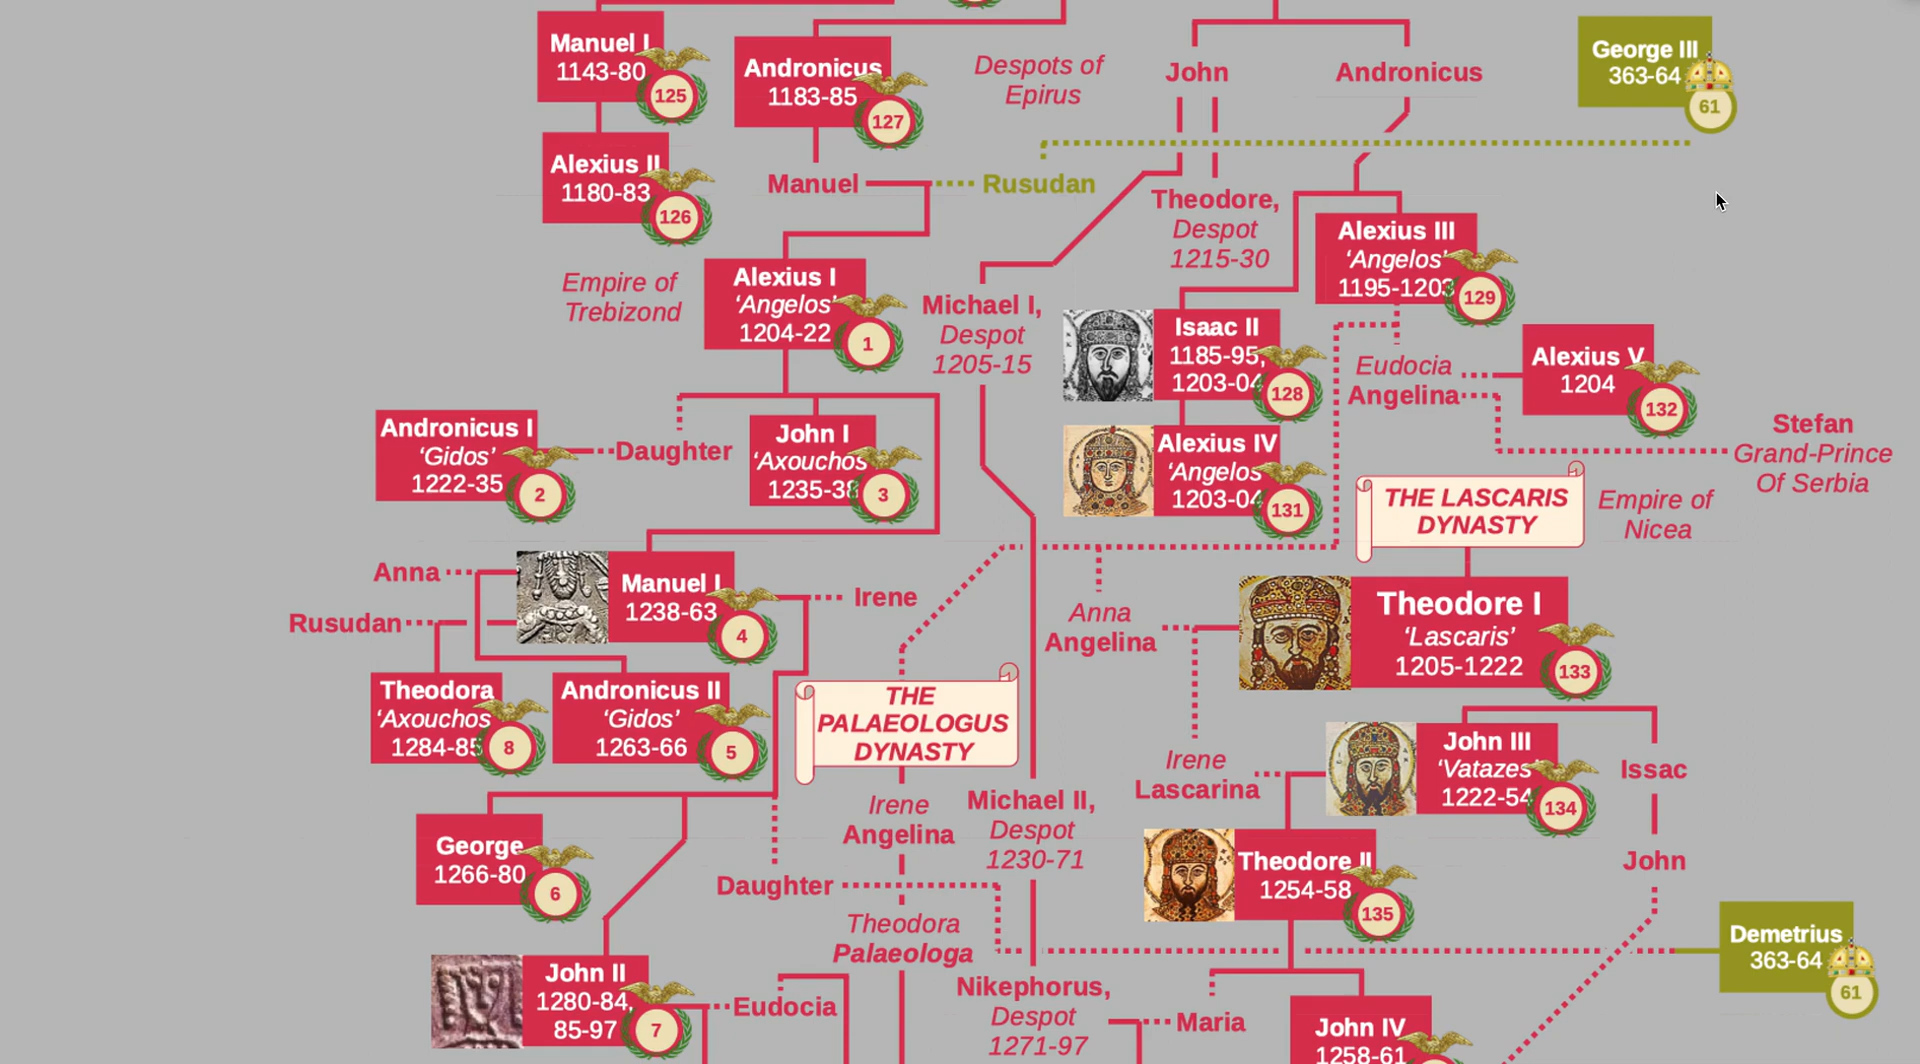 Manuel I
1143-80
125
Andronicus
1183-85
127
Despots of
Epirus
John
Andronicus
George III
363-64
61
Alexius II
1180-83
126
Manuel
Rusudan
Theodore,
Despot
1215-30
Alexius III
‘Angelos’
1195-1203
129
Empire of
Trebizond
Alexius I
‘Angelos’
1204-22
1
Michael I,
Despot
1205-15
Isaac II
1185-95,
1203-04
128
Eudocia
Angelina
Alexius V
1204
132
Andronicus I
‘Gidos’
1222-35
2
Daughter
John I
‘Axouchos
1235-38
3
Alexius IV
‘Angelos
1203-04
131
Stefan
Grand-Prince
Of Serbia
THE LASCARIS
DYNASTY
Empire of
Nicea
Anna
Rusudan
Manuel I
1238-63
4
Irene
Anna
Angelina
Theodore I
‘Lascaris’
1205-1222
133
Theodora
‘Axouchos
1284-85
8
Andronicus II
‘Gidos’
1263-66
5
THE
PALAEOLOGUS
DYNASTY
Irene
Lascarina
John III
‘Vatazes’
1222-54
134
Issac
George
1266-80
6
Irene
Angelina
Michael II,
Despot
1230-71
Theodore II
1254-58
135
John
Daughter
Theodora
Palaeologa
Demetrius
363-64
61
John II
1280-84,
85-97
7
Eudocia
Nikephorus,
Despot
1271-97
Maria
John IV
1258-61